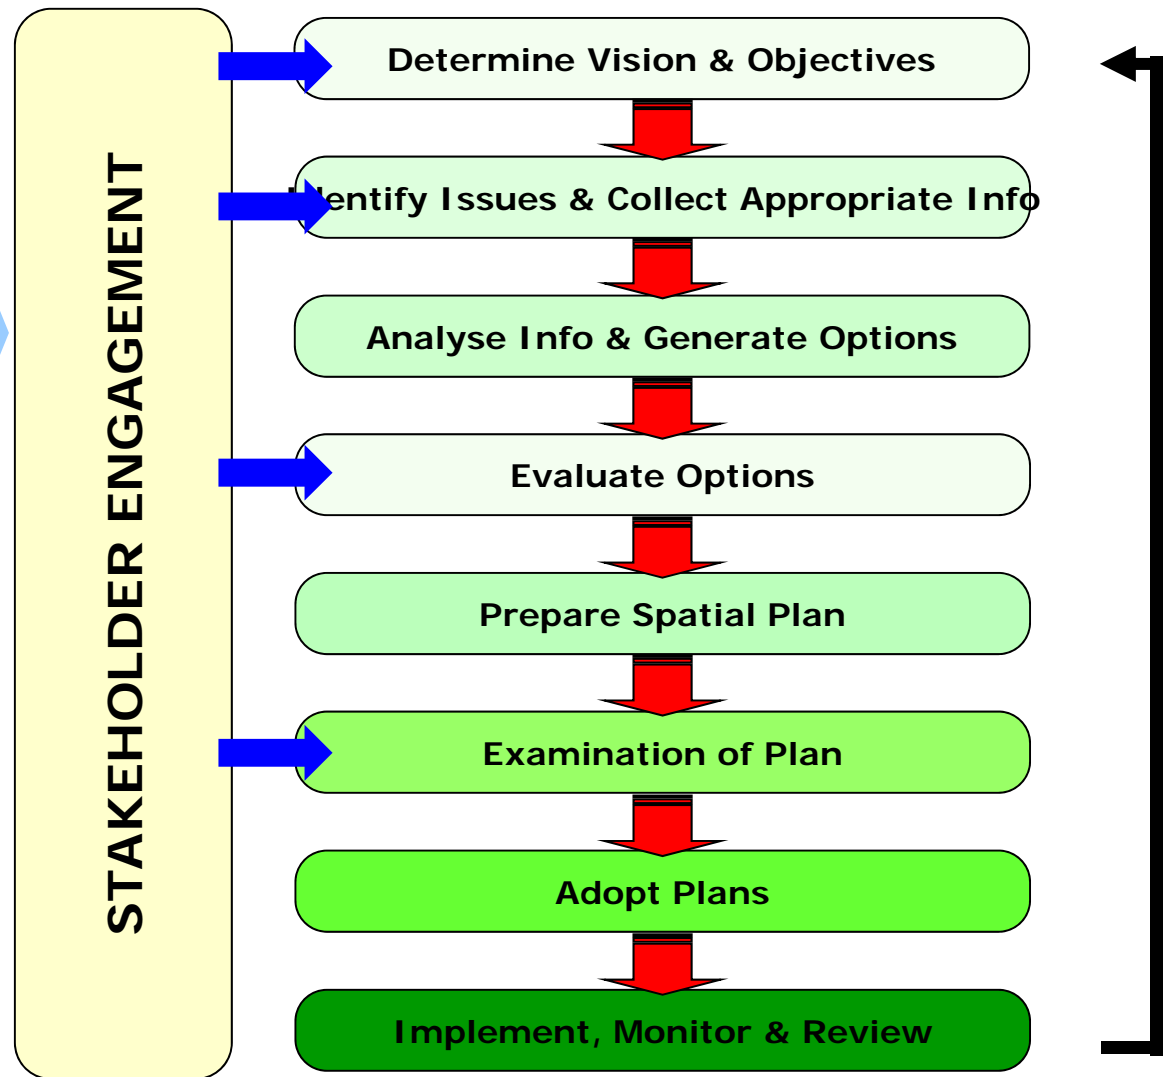 STAKEHOLDER ENGAGEMENT
Determine Vision & Objectives
Identify Issues & Collect Appropriate Info
Analyse Info & Generate Options
Evaluate Options
Prepare Spatial Plan
Examination of Plan
Adopt Plans
Implement, Monitor & Review